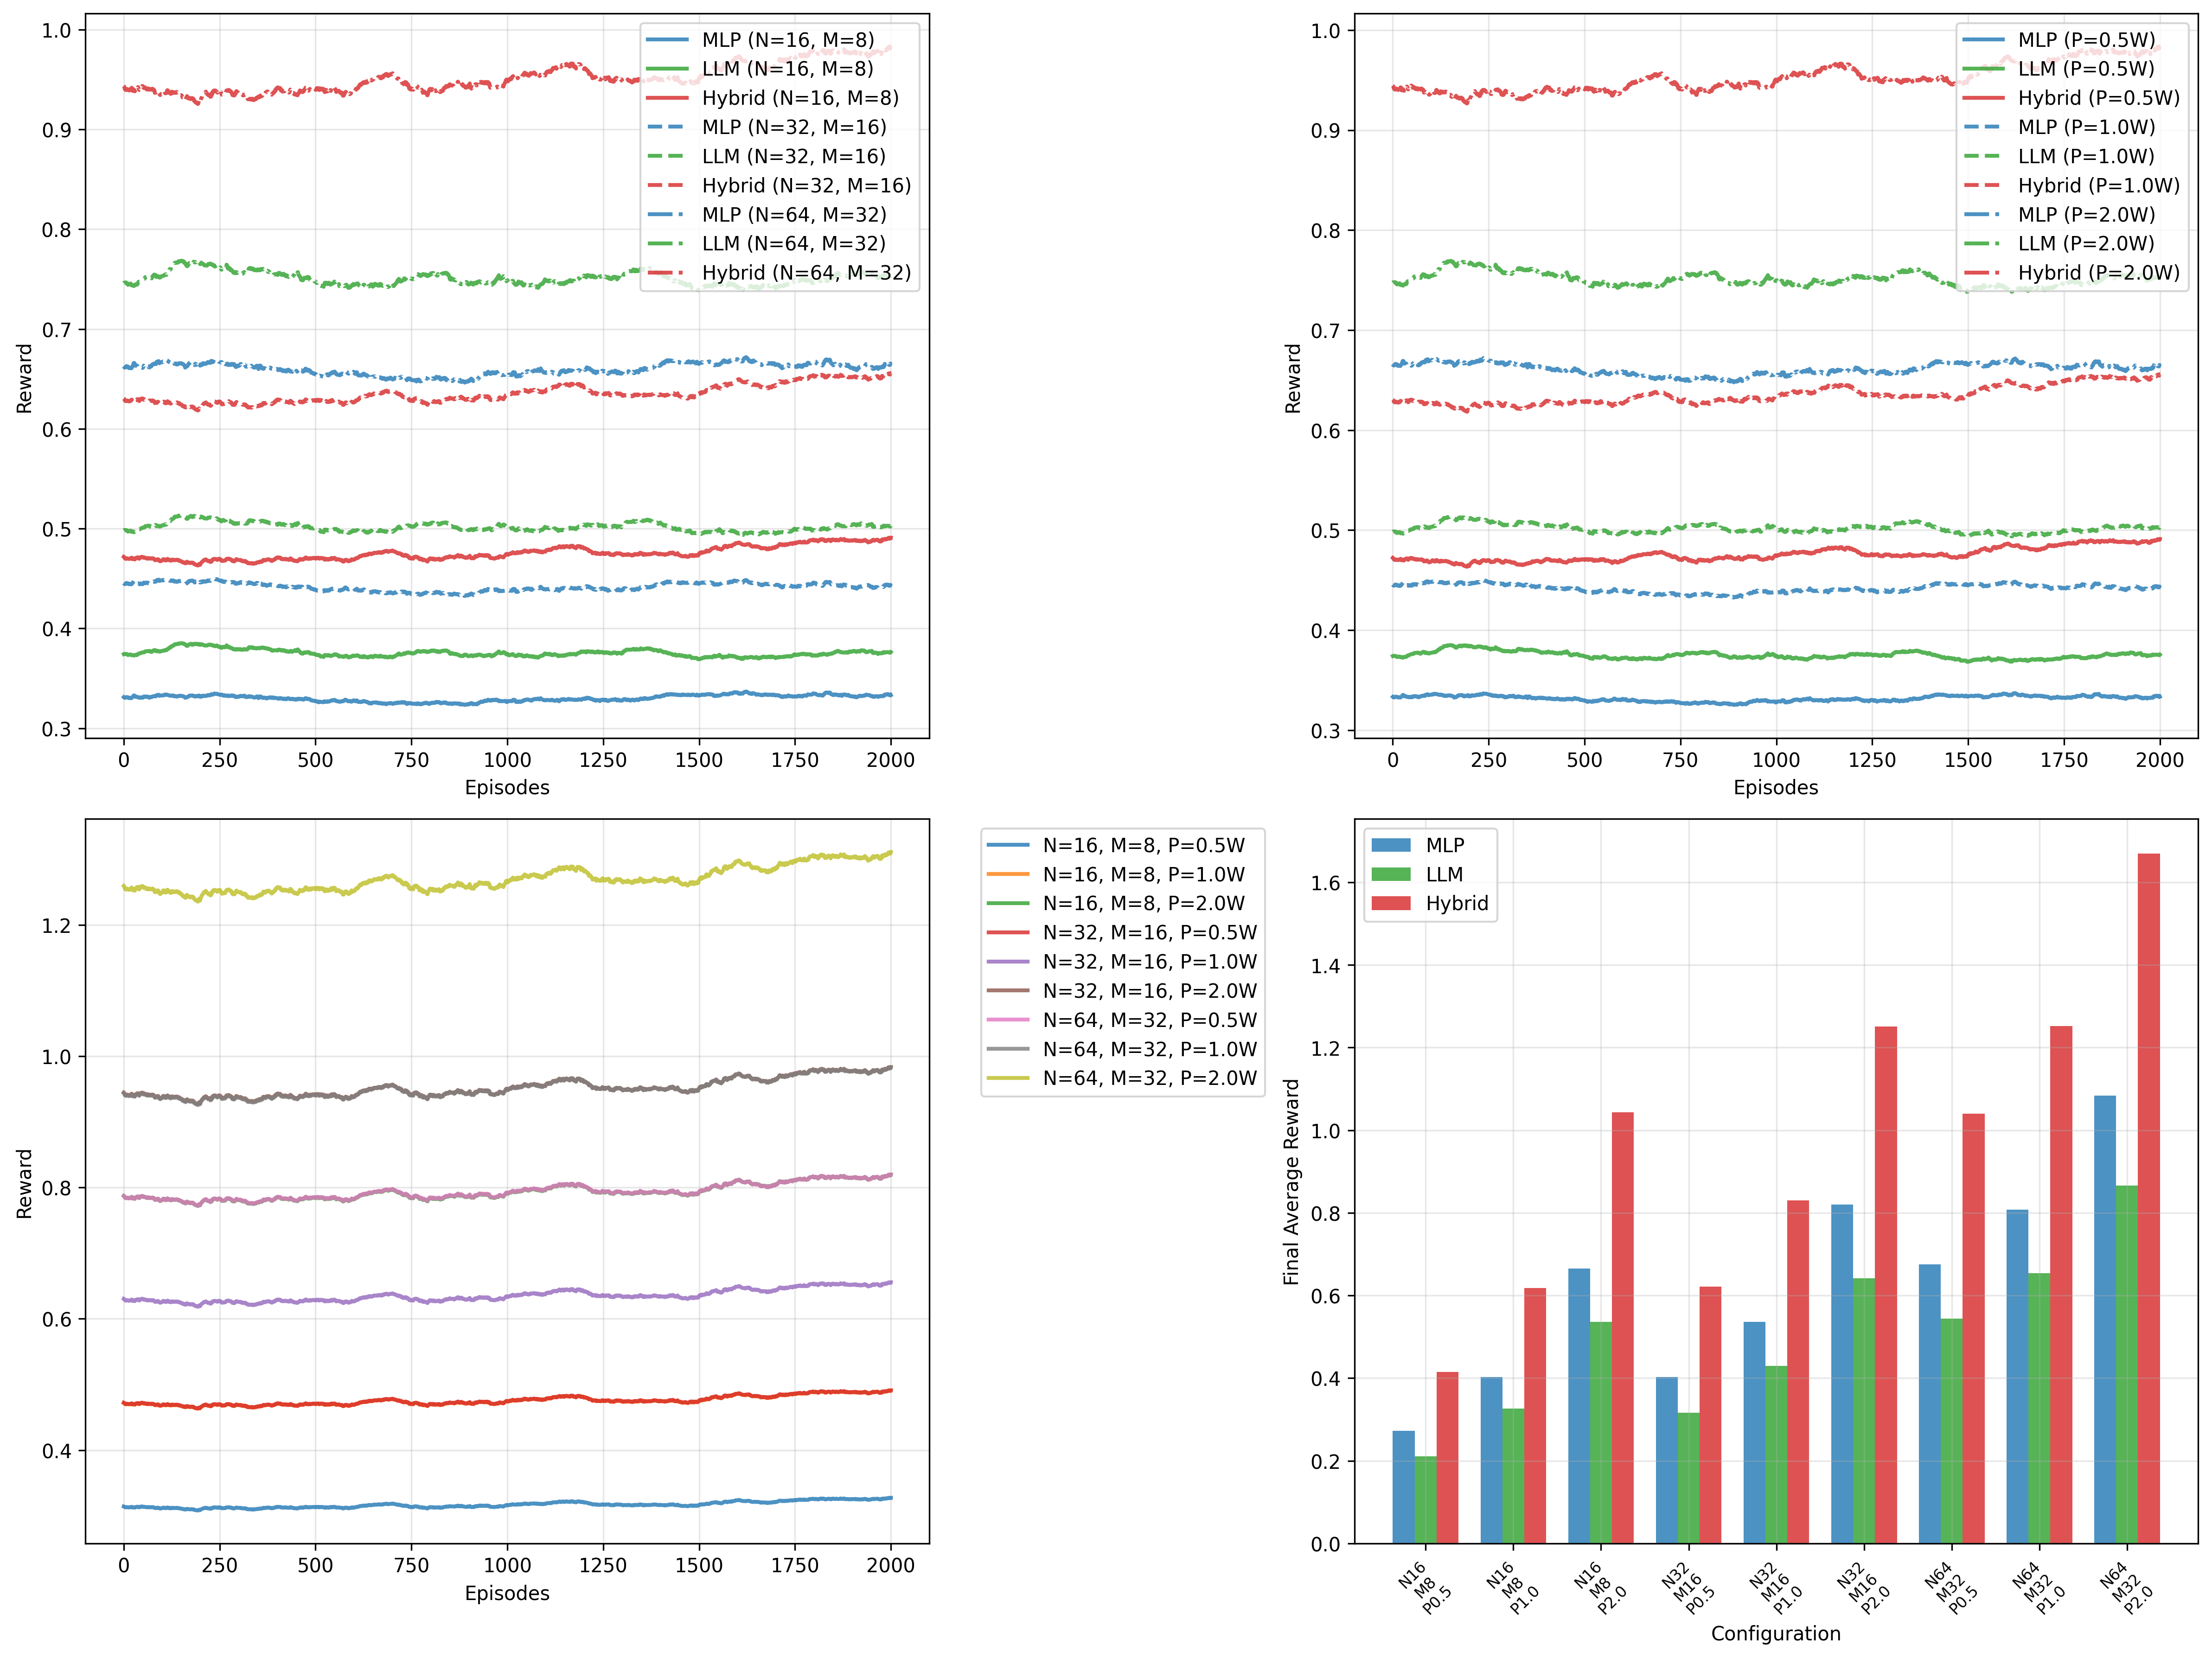 1.0
0.9
0.8
0.7
0.6
0.5
0.4
0.3
Reward
0
250
500
750
1000
1250
1500
1750
2000
Episodes
MLP (N=16, M=8)
LLM (N=16, M=8)
Hybrid (N=16, M=8)
MLP (N=32, M=16)
LLM (N=32, M=16)
Hybrid (N=32, M=16)
MLP (N=64, M=32)
LLM (N=64, M=32)
Hybrid (N=64, M=32)
1.0
0.9
0.8
0.7
0.6
0.5
0.4
0.3
Reward
0
250
500
750
1000
1250
1500
1750
2000
Episodes
MLP (P=0.5W)
LLM (P=0.5W)
Hybrid (P=0.5W)
MLP (P=1.0W)
LLM (P=1.0W)
Hybrid (P=1.0W)
MLP (P=2.0W)
LLM (P=2.0W)
Hybrid (P=2.0W)
1.2
1.0
0.8
0.6
0.4
Reward
0
250
500
750
1000
1250
1500
1750
2000
Episodes
N=16, M=8, P=0.5W
N=16, M=8, P=1.0W
N=16, M=8, P=2.0W
N=32, M=16, P=0.5W
N=32, M=16, P=1.0W
N=32, M=16, P=2.0W
N=64, M=32, P=0.5W
N=64, M=32, P=1.0W
N=64, M=32, P=2.0W
MLP
LLM
Hybrid
1.6
1.4
1.2
1.0
0.8
0.6
0.4
0.2
0.0
Final Average Reward
N16
M8
P0.5
N16
M8
P1.0
N16
M8
P2.0
N32
M16
P0.5
N32
M16
P1.0
N32
M16
P2.0
N64
M32
P0.5
N64
M32
P1.0
N64
M32
P2.0
Configuration